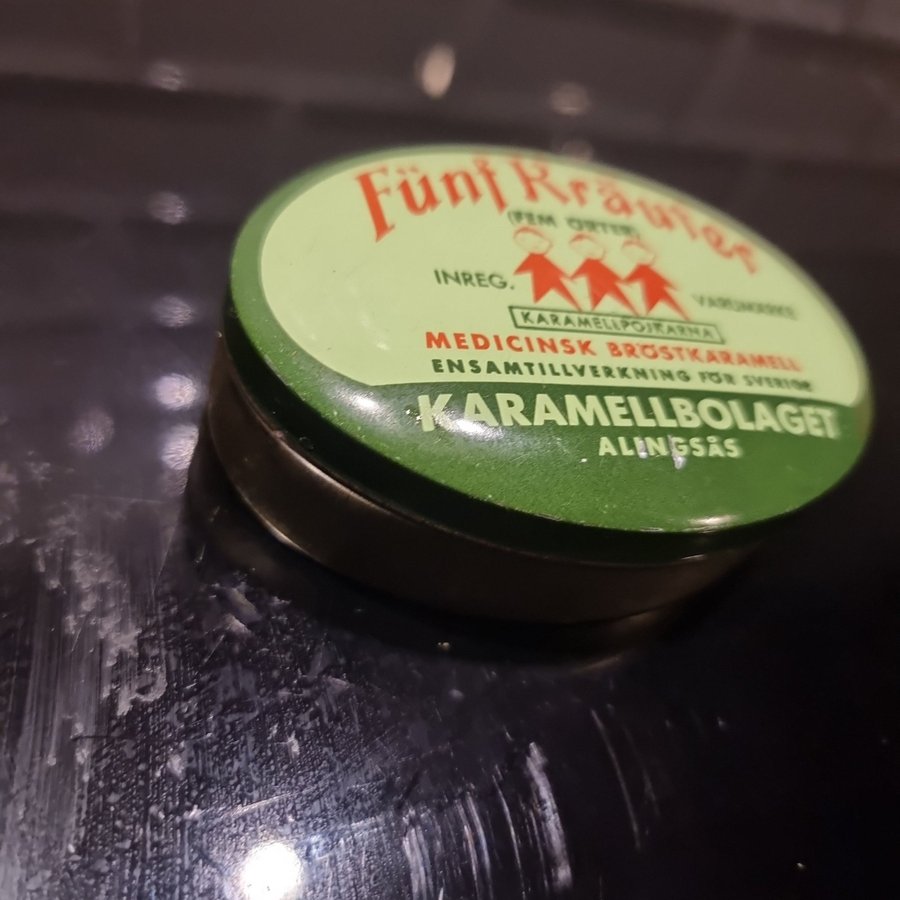 Fünf Kräuter
(FEM ÖRTER)
INREG. VARUMÄRKE
KARAMELLPOJKARNA
MEDICINSK BRÖSTKARAMELL
ENSAMTILLVERKNING FÖR SVERIGE
KARAMELLBOLAGET
ALINGSÅS